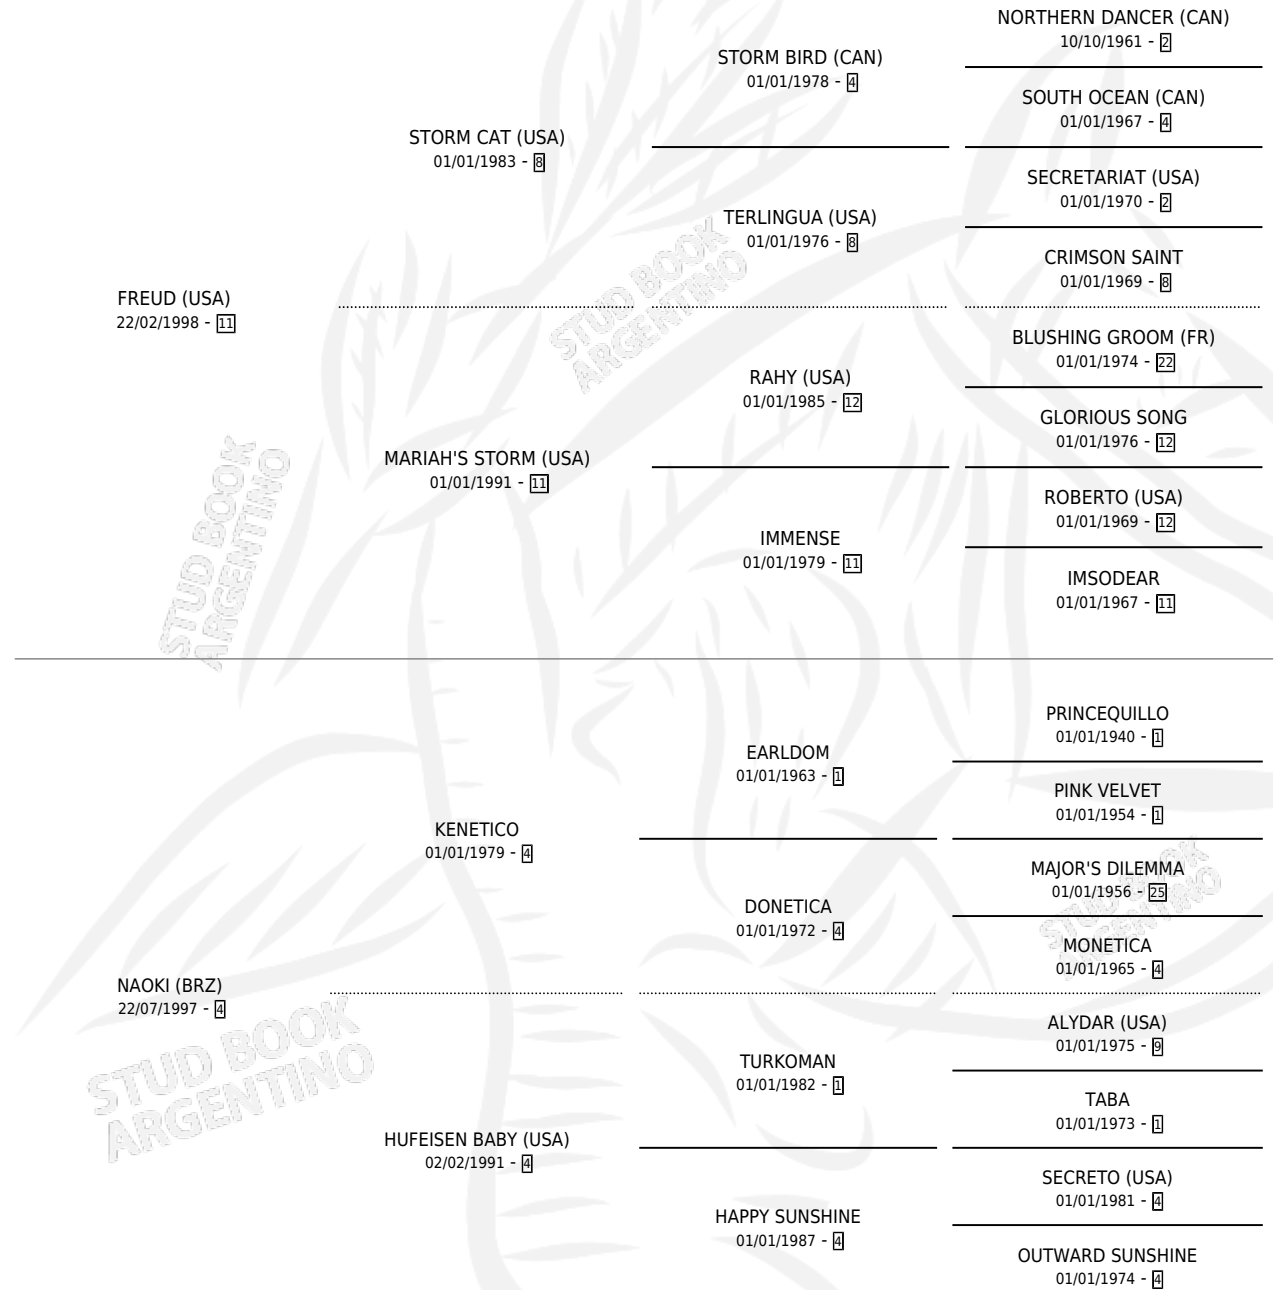 NORTHERN DANCER (CAN)
10/10/1961 - 2
STORM BIRD (CAN)
01/01/1978 - 4
SOUTH OCEAN (CAN)
01/01/1967 - 4
STORM CAT (USA)
01/01/1983 - 8
SECRETARIAT (USA)
01/01/1970 - 2
TERLINGUA (USA)
01/01/1976 - 8
CRIMSON SAINT
01/01/1969 - 8
FREUD (USA)
22/02/1998 - 11
BLUSHING GROOM (FR)
01/01/1974 - 22
RAHY (USA)
01/01/1985 - 12
GLORIOUS SONG
01/01/1976 - 12
MARIAH'S STORM (USA)
01/01/1991 - 11
ROBERTO (USA)
01/01/1969 - 12
IMMENSE
01/01/1979 - 11
IMSODEAR
01/01/1967 - 11
PRINCEQUILLO
01/01/1940 - 1
EARLDOM
01/01/1963 - 1
PINK VELVET
01/01/1954 - 1
KENETICO
01/01/1979 - 4
MAJOR'S DILEMMA
01/01/1956 - 25
DONETICA
01/01/1972 - 4
MONETICA
01/01/1965 - 4
NAOKI (BRZ)
22/07/1997 - 4
ALYDAR (USA)
01/01/1975 - 9
TURKOMAN
01/01/1982 - 1
TABA
01/01/1973 - 1
HUFEISEN BABY (USA)
02/02/1991 - 4
SECRETO (USA)
01/01/1981 - 4
HAPPY SUNSHINE
01/01/1987 - 4
OUTWARD SUNSHINE
01/01/1974 - 4
STUD BOOK
ARGENTINO
STUD BOOK
ARGENTINO
STUD BOOK
ARGENTINO
STUD BOOK
ARGENTINO